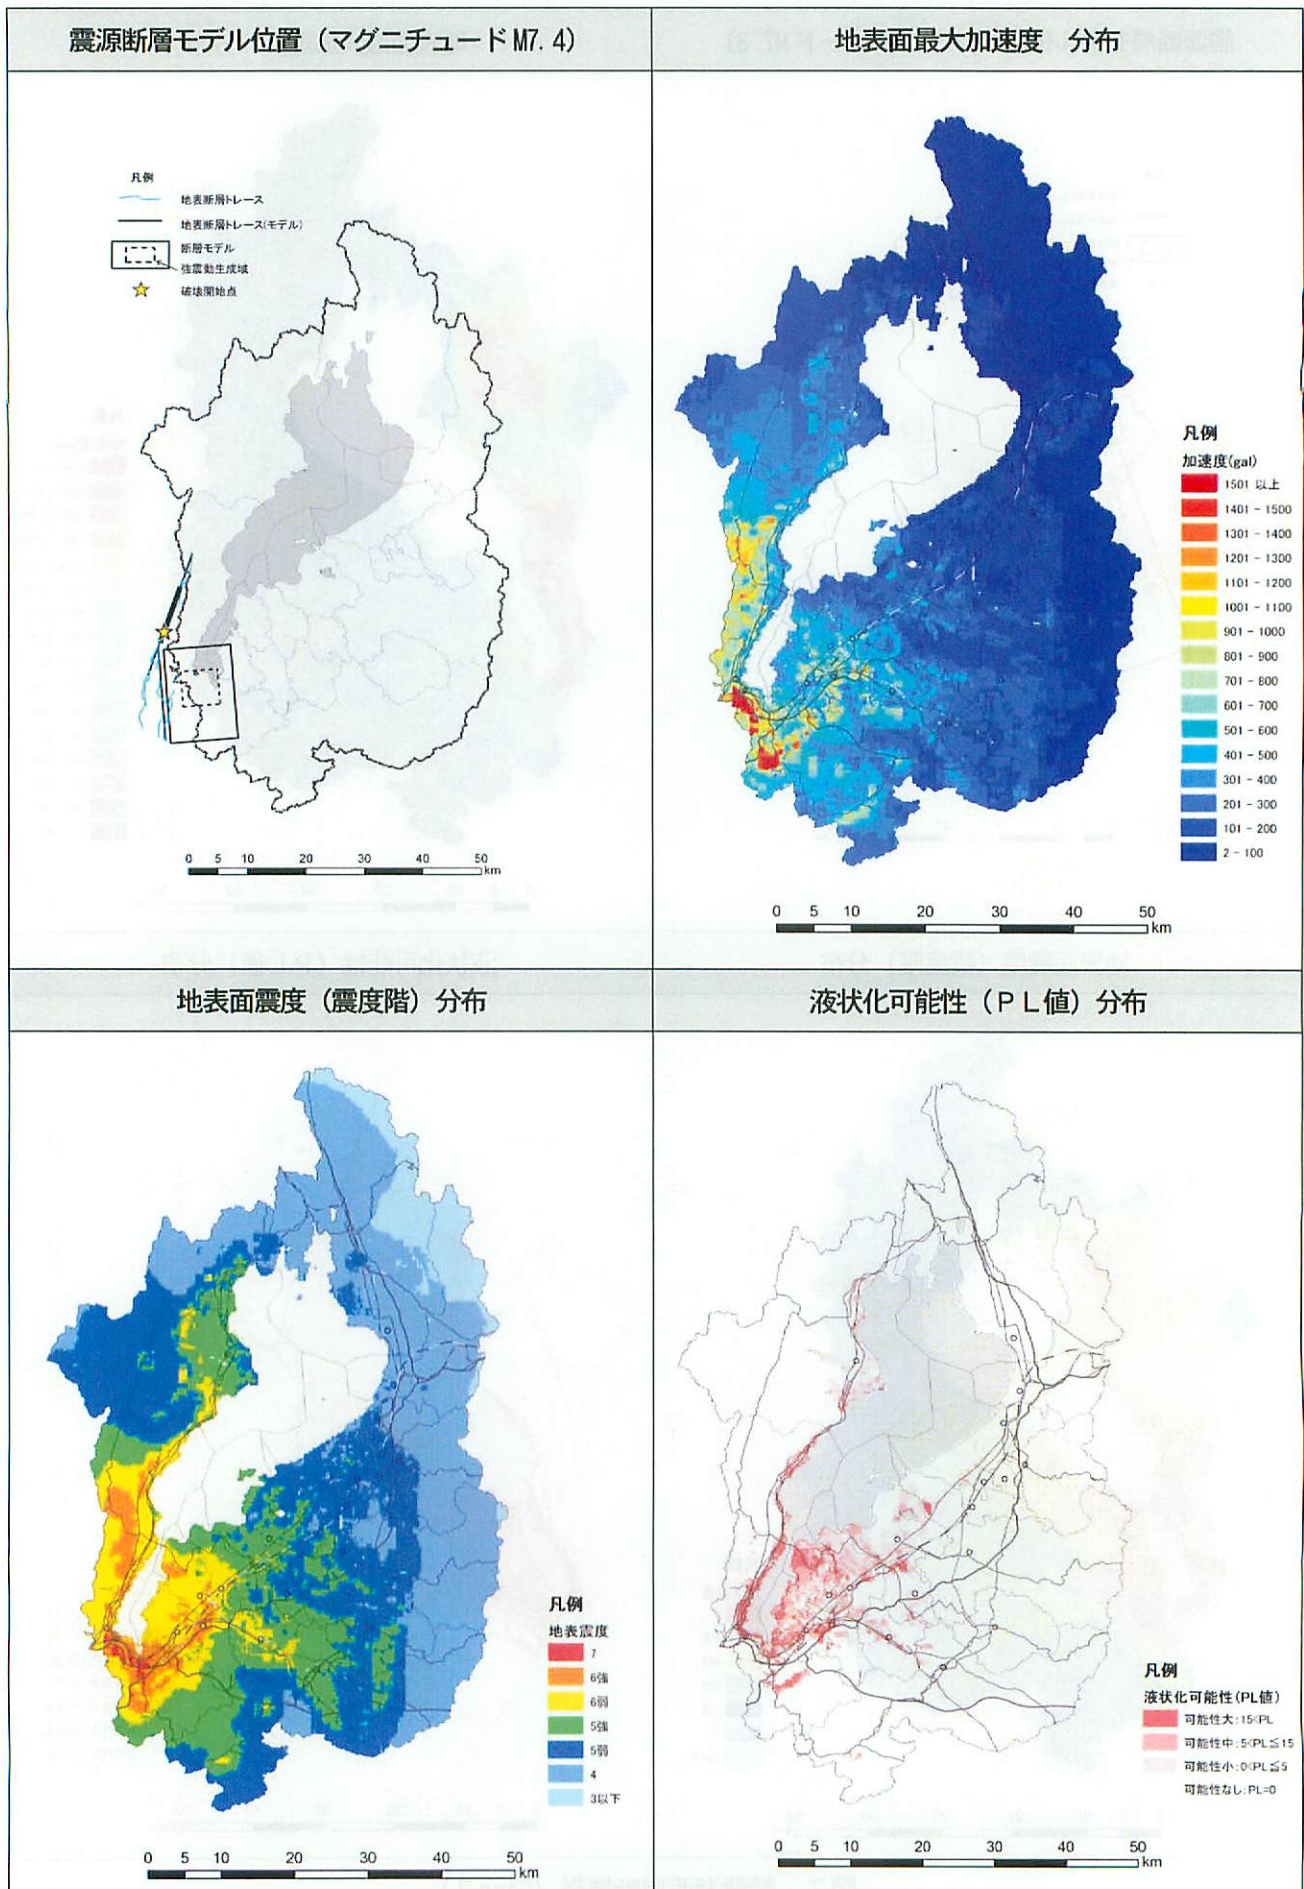 震源断層モデル位置（マグニチュードM7.4）
地表面最大加速度　分布
凡例
地表断層トレース
地表断層トレース(モデル)
断層モデル
強震動生成域
破壊開始点
0 5 10 20 30 40 50
km
凡例
加速度(gal)
1501 以上
1401 - 1500
1301 - 1400
1201 - 1300
1101 - 1200
1001 - 1100
901 - 1000
801 - 900
701 - 800
601 - 700
501 - 600
401 - 500
301 - 400
201 - 300
101 - 200
2 - 100
0 5 10 20 30 40 50
km
地表面震度（震度階）分布
液状化可能性（ＰＬ値）分布
凡例
地表震度
7
6強
6弱
5強
5弱
4
3以下
0 5 10 20 30 40 50
km
凡例
液状化可能性(PL値)
可能性大:15<PL
可能性中:5<PL≦15
可能性小:0<PL≦5
可能性なし:PL=0
0 5 10 20 30 40 50
km